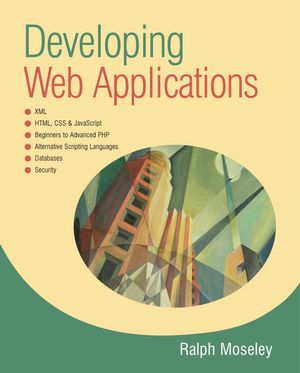 Developing
Web Applications
XML
HTML, CSS & JavaScript
Beginners to Advanced PHP
Alternative Scripting Languages
Databases
Security
Ralph Moseley